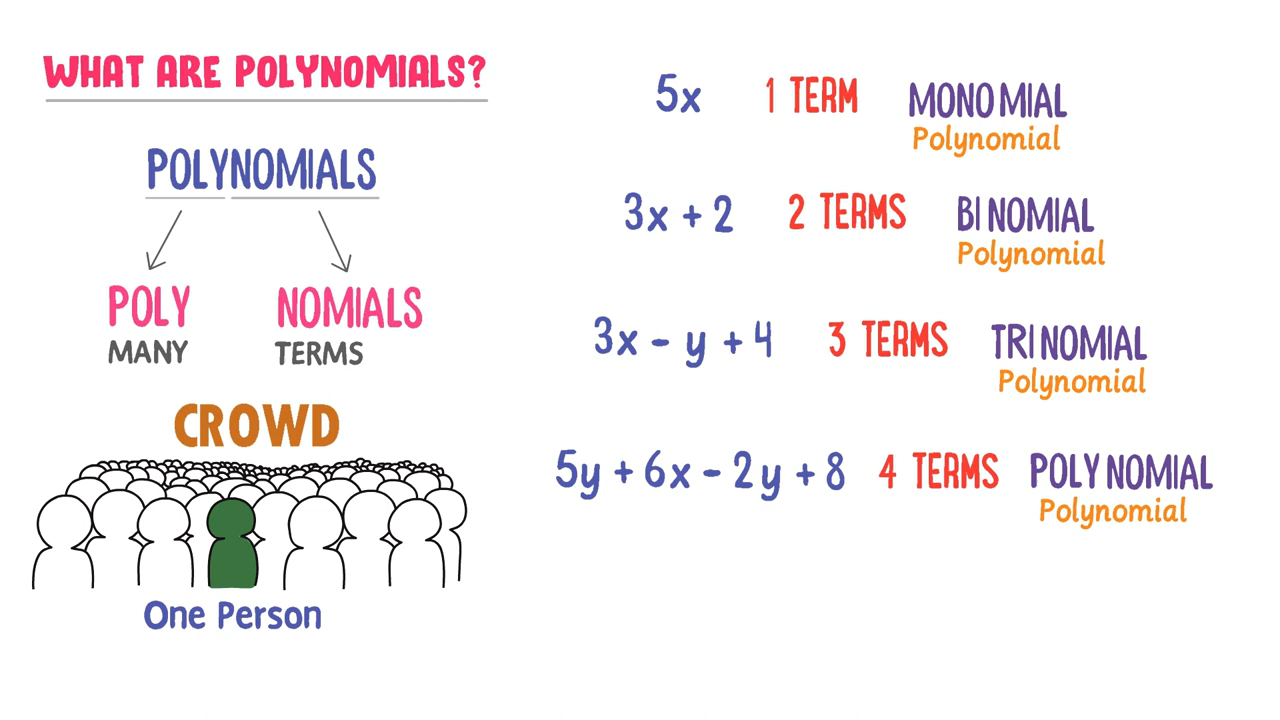 WHAT ARE POLYNOMIALS?
POLYNOMIALS
POLY NOMIALS
MANY TERMS
CROWD
One Person
5x 1 TERM MONOMIAL
Polynomial
3x + 2 2 TERMS BINOMIAL
Polynomial
3x - y + 4 3 TERMS TRINOMIAL
Polynomial
5y + 6x - 2y + 8 4 TERMS POLYNOMIAL
Polynomial